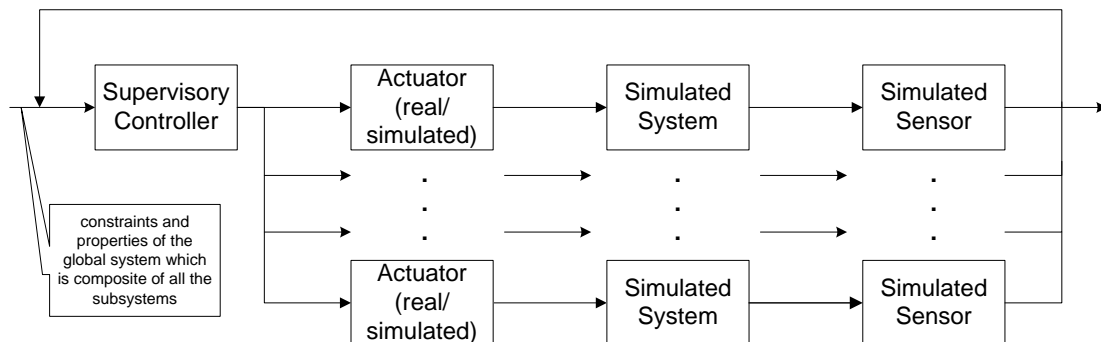 Supervisory
Controller
Actuator
(real/
simulated)
Simulated
System
Simulated
Sensor
. . .
. . .
. . .
constraints and
properties of the
global system which
is composite of all the
subsystems
Actuator
(real/
simulated)
Simulated
System
Simulated
Sensor